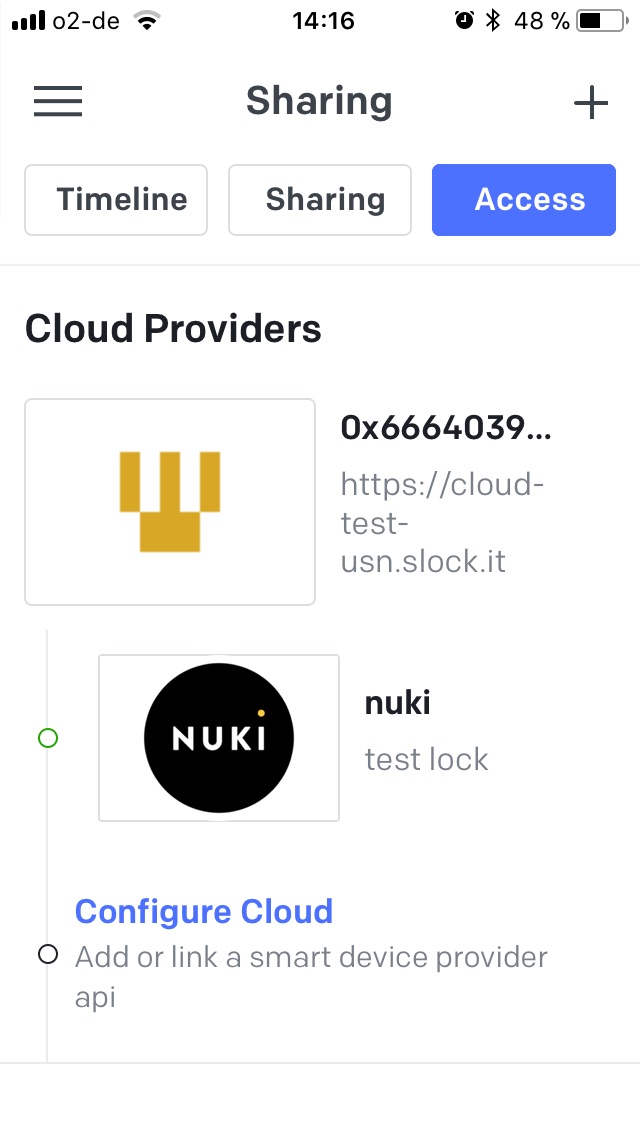 o2-de 14:16 48 %
Sharing
Timeline Sharing Access
Cloud Providers
0x6664039...
https://cloud-
test-
usn.slock.it
NUKI
nuki
test lock
Configure Cloud
Add or link a smart device provider
api